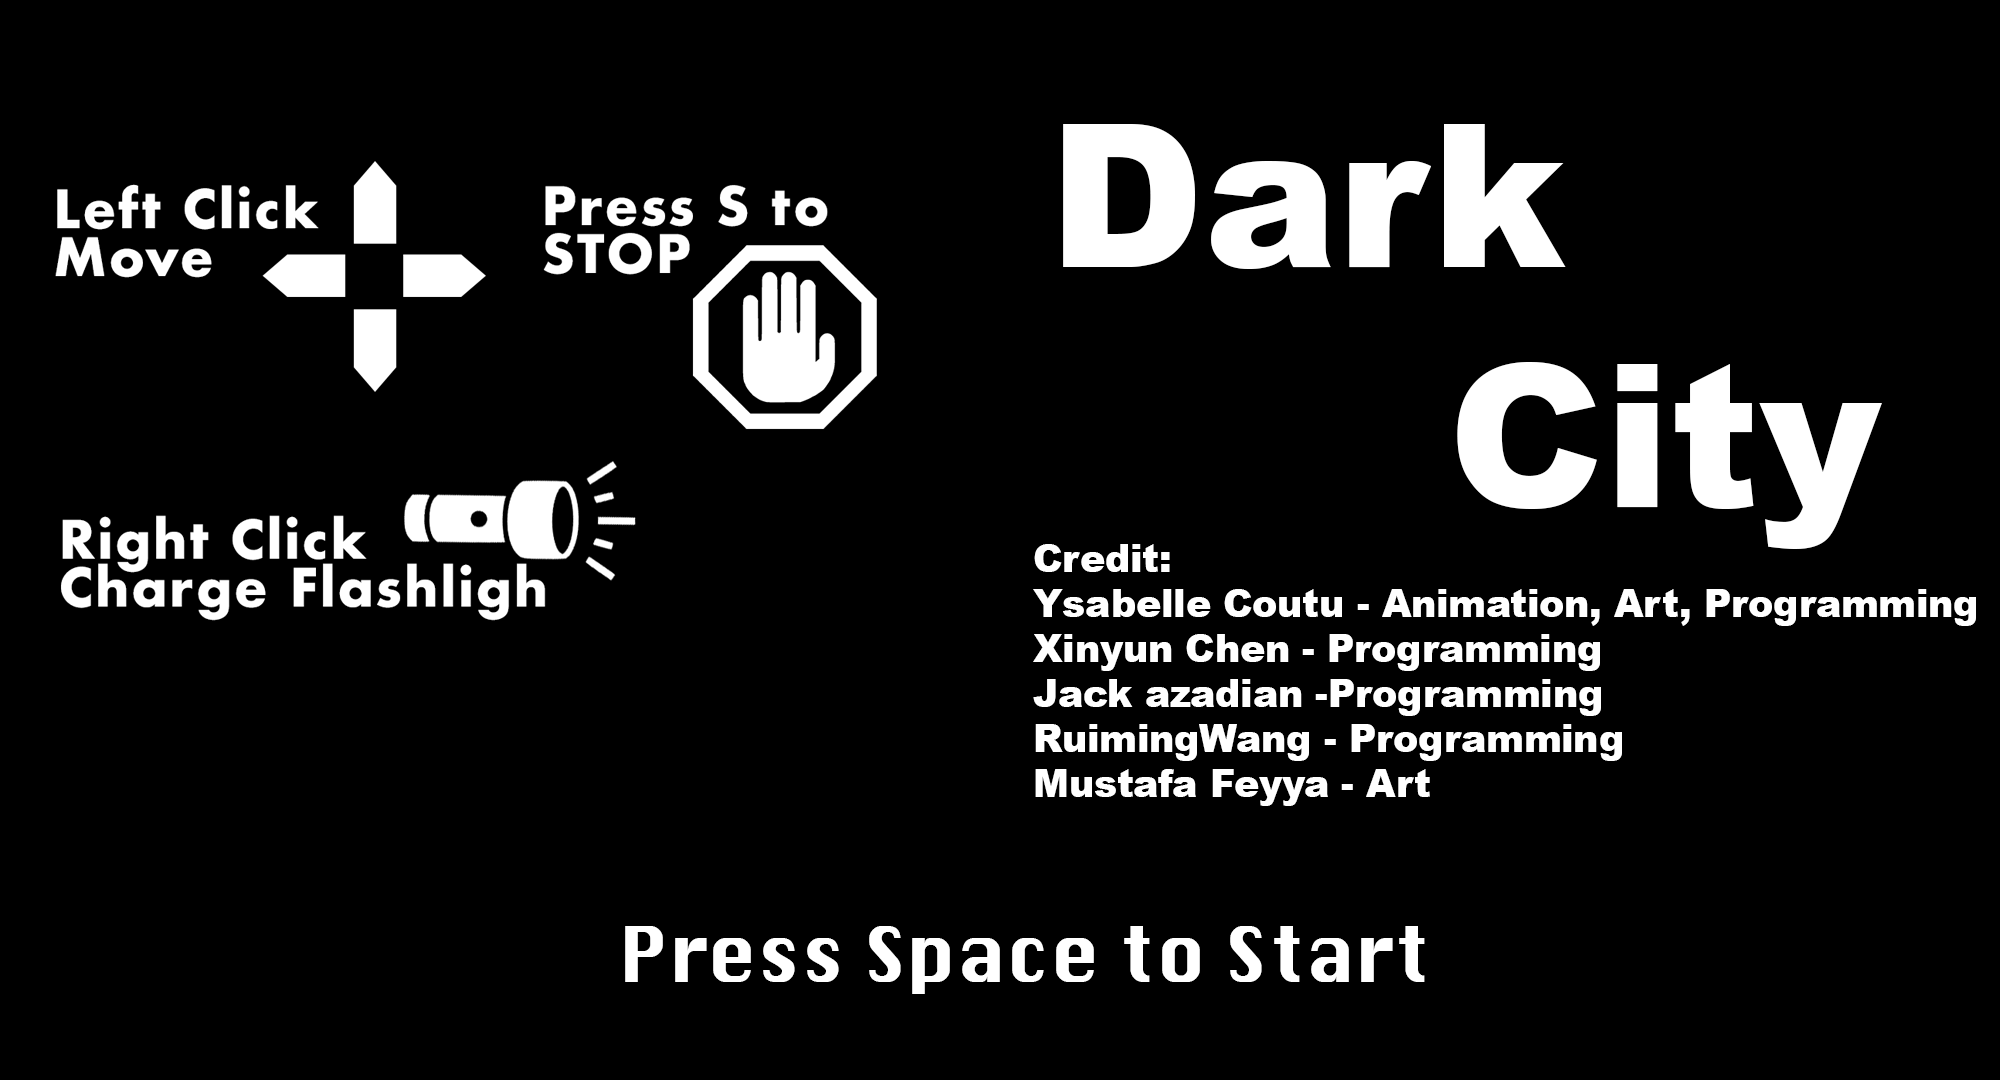 Left Click
Move
Press S to
STOP
Right Click
Charge Flashligh
Dark
City
Credit:
Ysabelle Coutu - Animation, Art, Programming
Xinyun Chen - Programming
Jack azadian -Programming
RuimingWang - Programming
Mustafa Feyya - Art
Press Space to Start